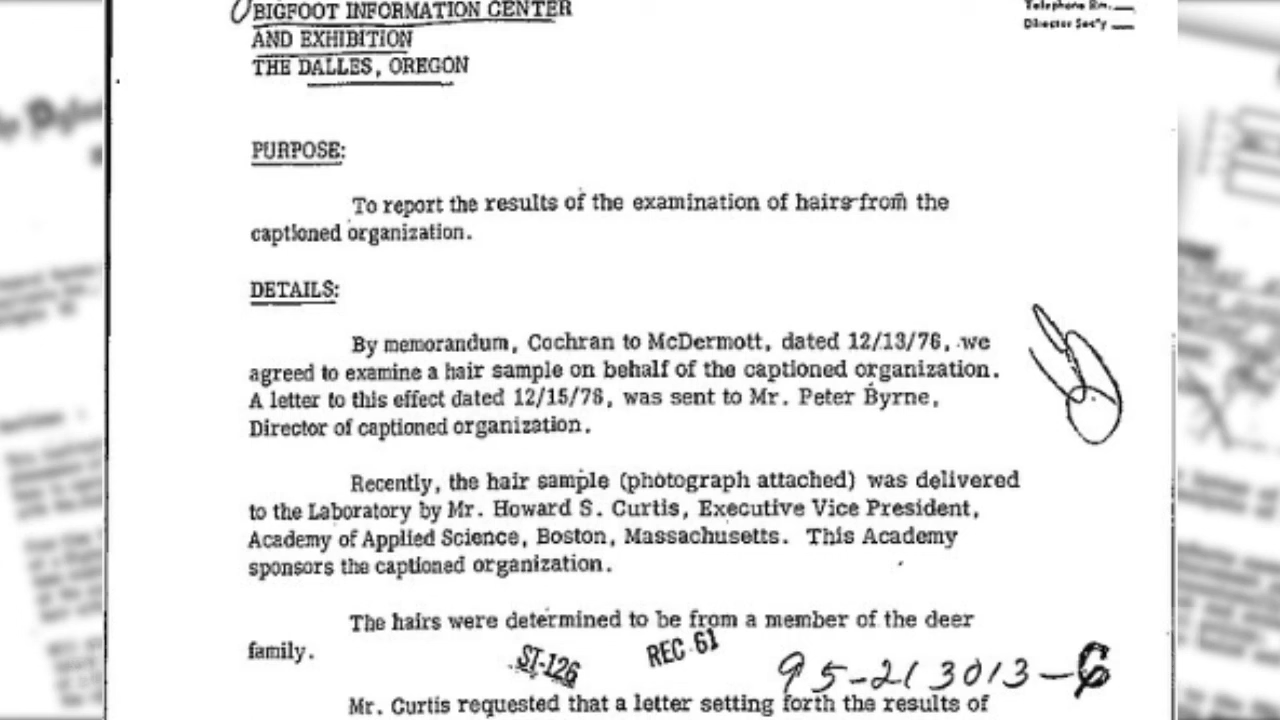 BIGFOOT INFORMATION CENTER
AND EXHIBITION
THE DALLES, OREGON
Telephone Rm.
Director Sec'y
PURPOSE:
To report the results of the examination of hairs from the
captioned organization.
DETAILS:
By memorandum, Cochran to McDermott, dated 12/13/76, we
agreed to examine a hair sample on behalf of the captioned organization.
A letter to this effect dated 12/15/76, was sent to Mr. Peter Byrne,
Director of captioned organization.
Recently, the hair sample (photograph attached) was delivered
to the Laboratory by Mr. Howard S. Curtis, Executive Vice President,
Academy of Applied Science, Boston, Massachusetts. This Academy
sponsors the captioned organization.
The hairs were determined to be from a member of the deer
family.
ST-126
REC 61
95-213013-6
Mr. Curtis requested that a letter setting forth the results of